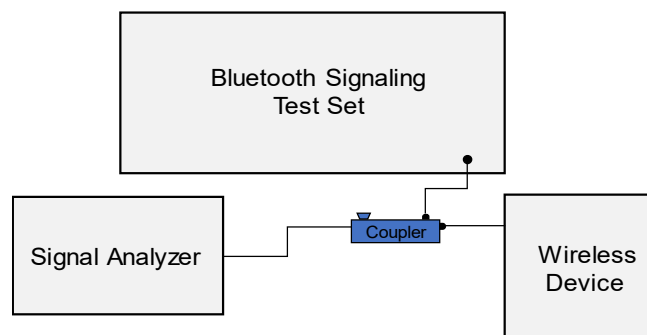 Bluetooth Signaling
Test Set
Signal Analyzer
Coupler
Wireless
Device